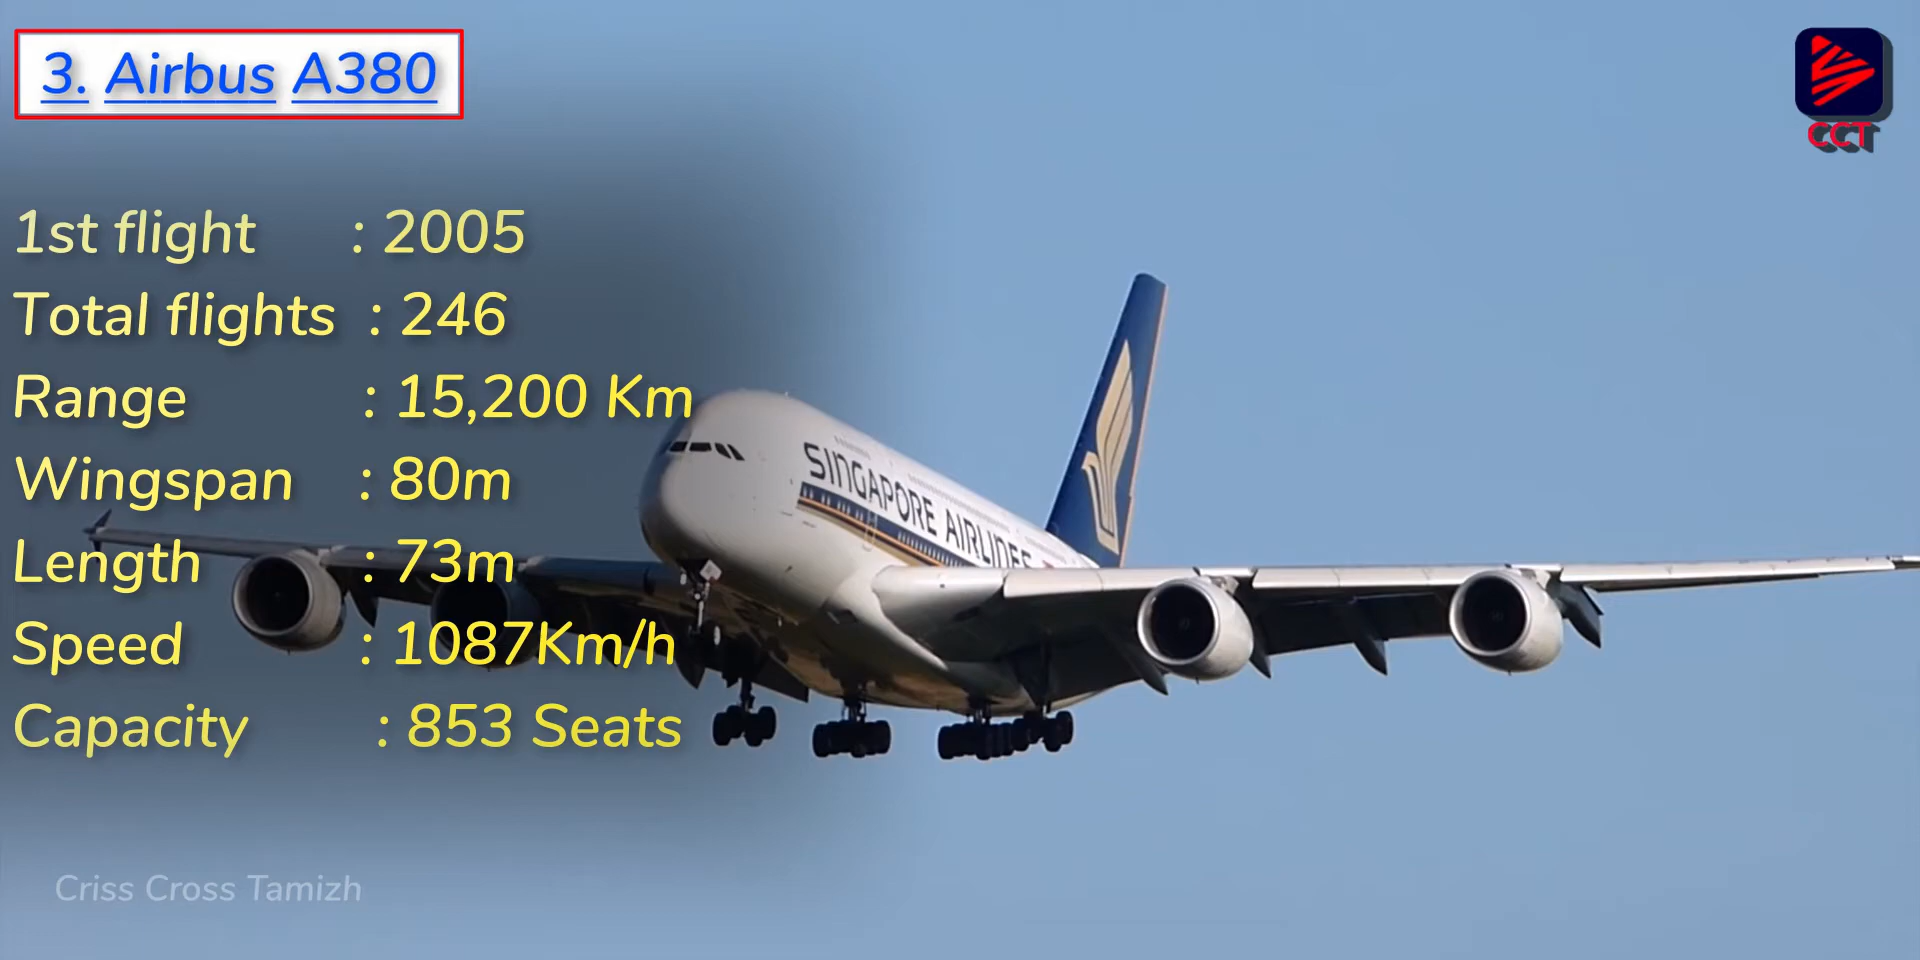 3. Airbus A380
CCT
1st flight : 2005
Total flights : 246
Range : 15,200 Km
Wingspan : 80m
Length : 73m
Speed : 1087Km/h
Capacity : 853 Seats
SINGAPORE AIRLINES
Criss Cross Tamizh